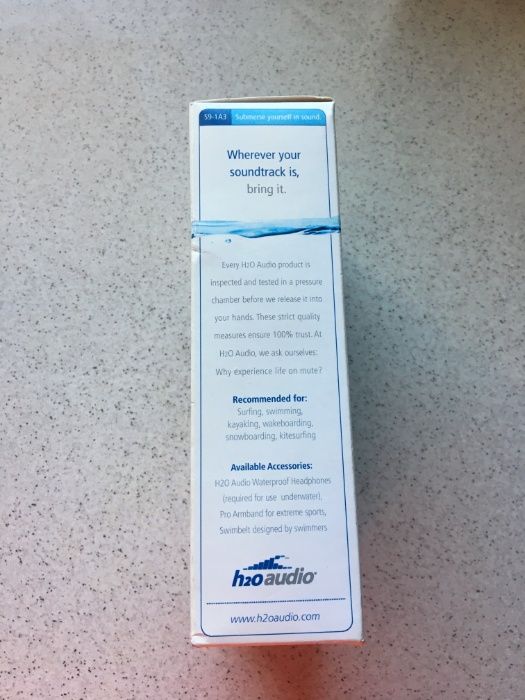 S9-1A3 Submerse yourself in sound.
Wherever your
soundtrack is,
bring it.
Every H2O Audio product is
inspected and tested in a pressure
chamber before we release it into
your hands. These strict quality
measures ensure 100% trust. At
H2O Audio, we ask ourselves:
Why experience life on mute?
Recommended for:
Surfing, swimming,
kayaking, wakeboarding,
snowboarding, kitesurfing
Available Accessories:
H2O Audio Waterproof Headphones
(required for use underwater),
Pro Armband for extreme sports,
Swimbelt designed by swimmers
h2oaudio
www.h2oaudio.com